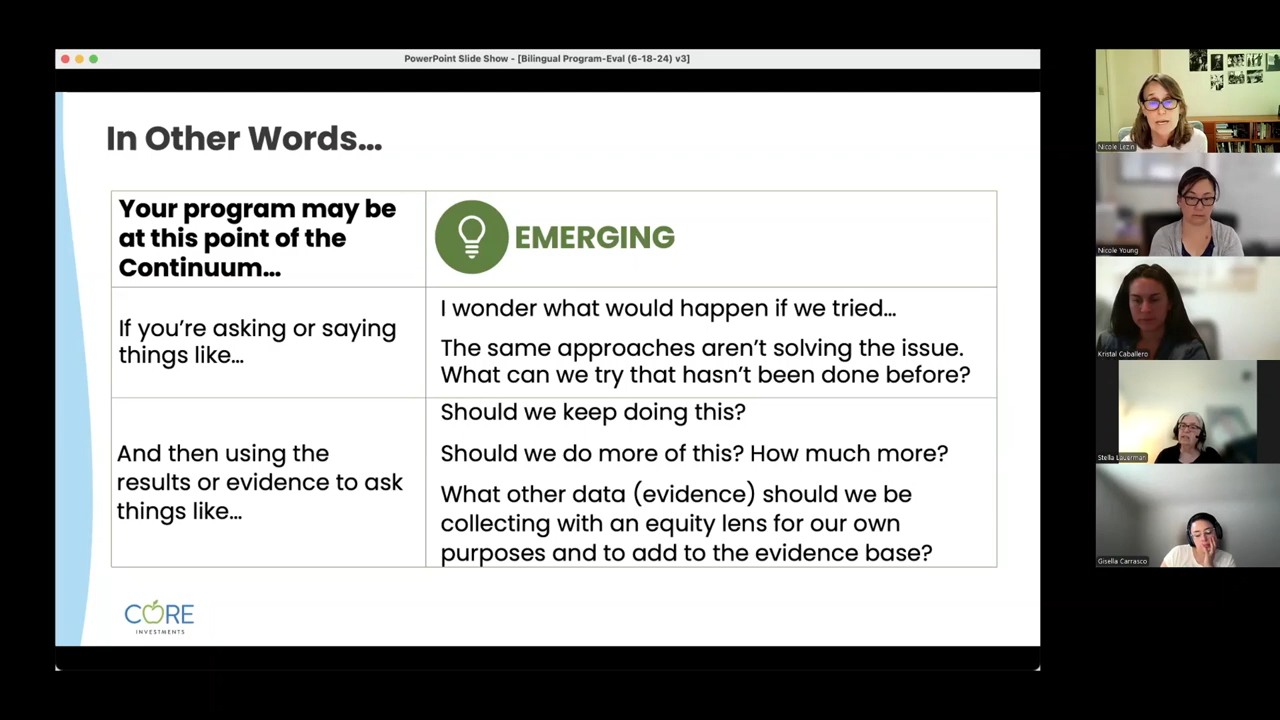 PowerPoint Slide Show - [Bilingual Program-Eval (6-18-24) v3]
In Other Words…
Your program may be
at this point of the
Continuum…
EMERGING
If you’re asking or saying
things like…
I wonder what would happen if we tried…
The same approaches aren’t solving the issue.
What can we try that hasn’t been done before?
And then using the
results or evidence to ask
things like…
Should we keep doing this?
Should we do more of this? How much more?
What other data (evidence) should we be
collecting with an equity lens for our own
purposes and to add to the evidence base?
CORE
INVESTMENTS
Nicole Lezin
Nicole Young
Kristal Caballero
Stella Lauerman
Gisella Carrasco